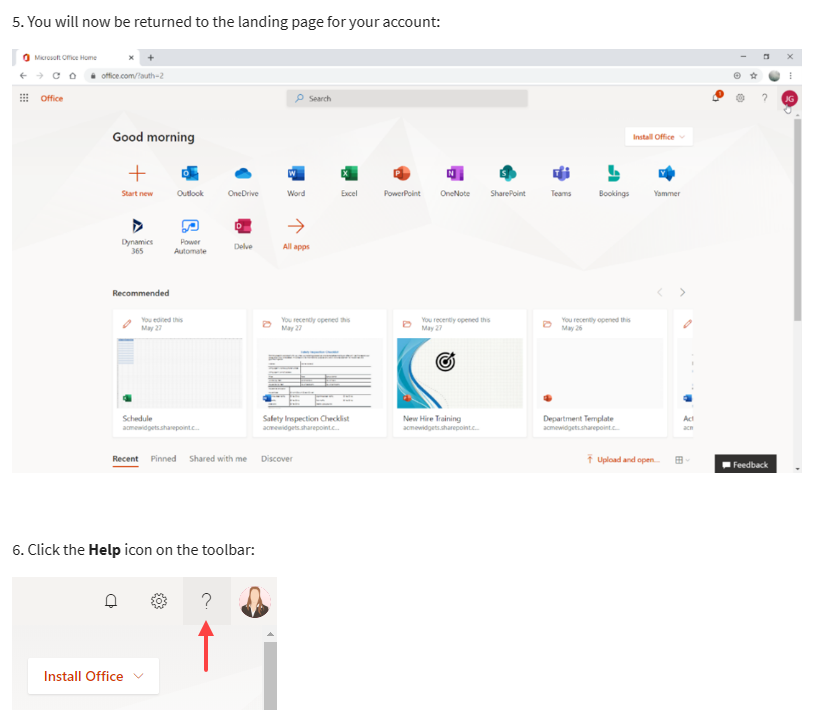 5. You will now be returned to the landing page for your account:
Microsoft Office Home
office.com/?auth=2
Office
Search
1
JG
Good morning
Install Office
Start new
Outlook
OneDrive
Word
Excel
PowerPoint
OneNote
SharePoint
Teams
Bookings
Yammer
Dynamics
365
Power
Automate
Delve
All apps
Recommended
You edited this
May 27
You recently opened this
May 27
You recently opened this
May 27
You recently opened this
May 26
Safety Inspection Checklist
Schedule
acmewidgets.sharepoint.c...
Safety Inspection Checklist
acmewidgets.sharepoint.c...
New Hire Training
acmewidgets.sharepoint.c...
Department Template
acmewidgets.sharepoint.c...
Recent
Pinned
Shared with me
Discover
Upload and open...
Feedback
6. Click the Help icon on the toolbar:
?
Install Office